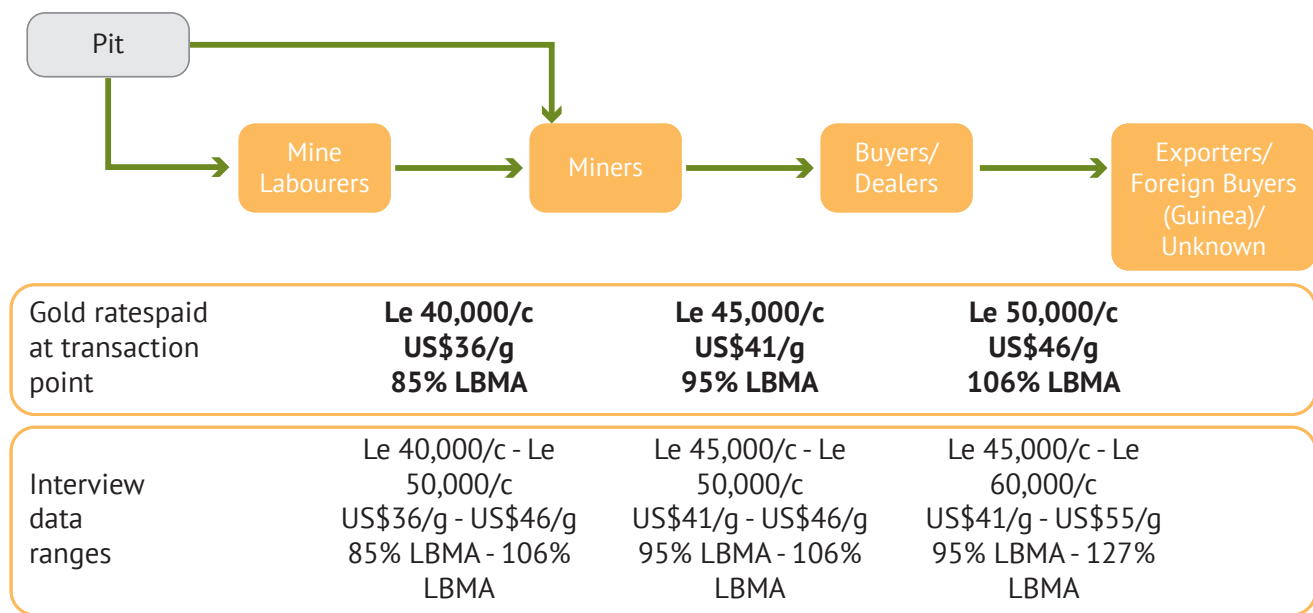 Pit
Mine
Labourers
Miners
Buyers/
Dealers
Exporters/
Foreign Buyers
(Guinea)/
Unknown
Gold ratespaid
at transaction
point
Le 40,000/c
US$36/g
85% LBMA
Le 45,000/c
US$41/g
95% LBMA
Le 50,000/c
US$46/g
106% LBMA
Interview
data
ranges
Le 40,000/c - Le
50,000/c
US$36/g - US$46/g
85% LBMA - 106%
LBMA
Le 45,000/c - Le
50,000/c
US$41/g - US$46/g
95% LBMA - 106%
LBMA
Le 45,000/c - Le
60,000/c
US$41/g - US$55/g
95% LBMA - 127%
LBMA